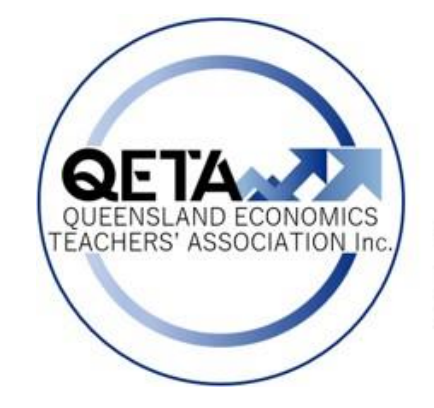 QETA
QUEENSLAND ECONOMICS
TEACHERS' ASSOCIATION Inc.